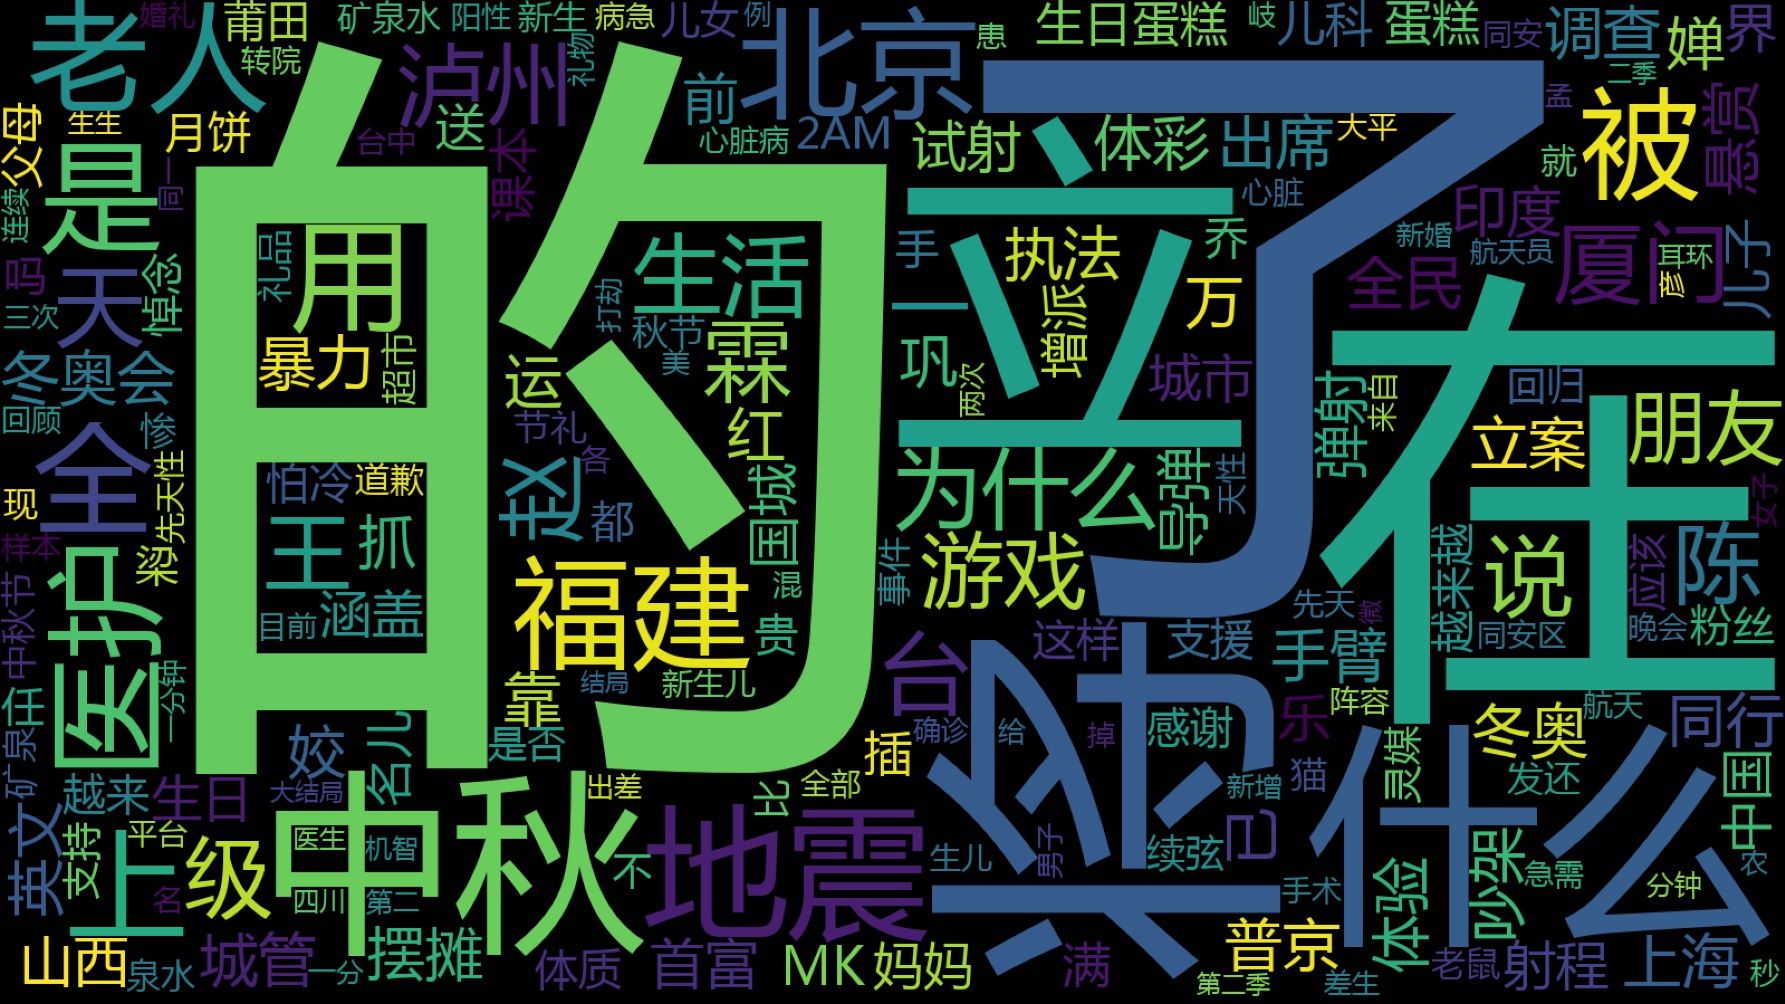 婚礼
莆田
矿泉水
阳性
新生
病急
儿女
例
北京
患
生日蛋糕
岐
儿科
蛋糕
同安
调查
婵
界
老人
转院
泸州
礼物
前
了
二季
孟
悬赏
父母
生生
月饼
台中
送
课本
心脏病
2AM
试射
立
体彩
出席
大平
就
被
是
同一
的
心脏
连续
乔
新婚
印度
航天员
厦门
耳环
彦
儿子
吗
天
悼念
礼品
用
打劫
生活
手
执法
增派
万
全民
三次
秋节
美
霖
一
巩
城市
在
冬奥会
暴力
超市
运
两次
弹射
来自
回归
朋友
回顾
惨
节礼
红
各
立案
全
先天性
怕冷
道歉
赵
国城
为什么
导弹
天性
女子
现
王
抓
都
说
陈
样本
梁
事件
游戏
越来越
应该
医护
中秋节
目前
涵盖
福建
混
贵
先天
微
同安区
晚会
粉丝
台
这样
支援
手臂
任
一分钟
靠
结局
新生儿
买
确诊
给
掉
感谢
乐
阵容
冬奥
航天
同行
矿泉
姣
名儿
是否
插
什么
灵媒
中国
越来
生日
大结局
出差
比
全部
新增
猫
发还
英文
支持
平台
上
级
中秋
医生
机智
不
地震
生儿
男子
续弦
已
体验
吵架
急需
分钟
农
名
四川
第二
手术
山西
泉水
城管
一分
摆摊
体质
首富
MK
妈妈
满
普京
第二季
差生
老鼠
射程
上海
秒